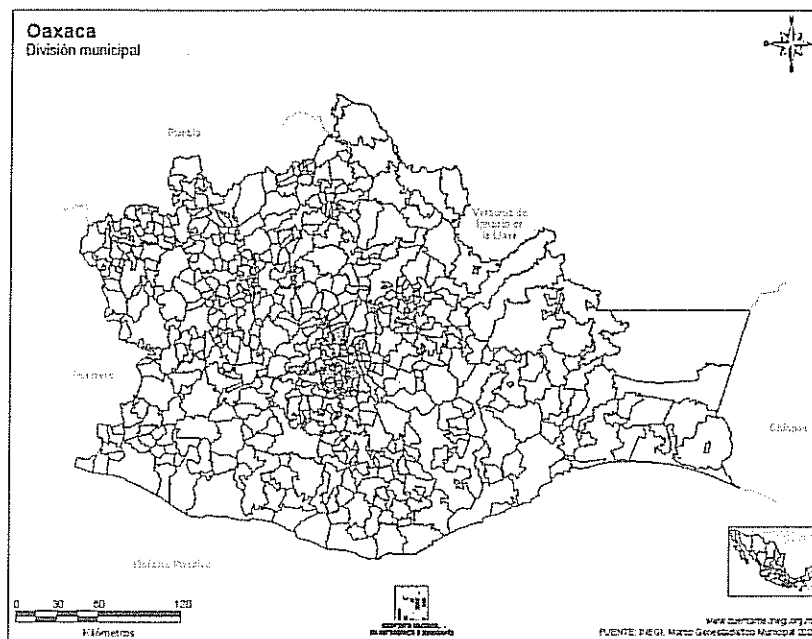 Oaxaca
División municipal
Puebla
Veracruz de
Ignacio de
la Llave
Guerrero
Chiapas
Océano Pacífico
0 30 60 120
Kilómetros
FUENTE: INEGI. Marco Geoestadístico Municipal